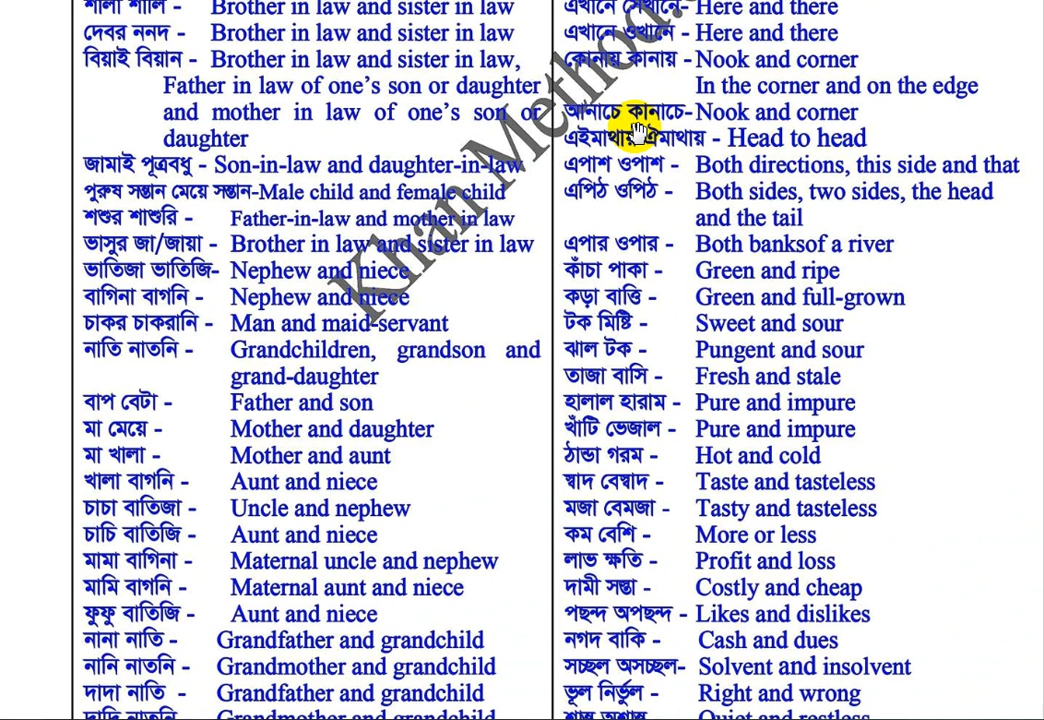 শালা শালি - Brother in law and sister in law
দেবর ননদ - Brother in law and sister in law
বিয়াই বিয়ান - Brother in law and sister in law,
Father in law of one's son or daughter
and mother in law of one's son or
daughter
জামাই পূত্রবধু - Son-in-law and daughter-in-law
পুরুষ সন্তান মেয়ে সন্তান-Male child and female child
শশুর শাশুরি - Father-in-law and mother in law
ভাসুর জা/জায়া - Brother in law and sister in law
ভাতিজা ভাতিজি- Nephew and niece
বাগিনা বাগনি - Nephew and niece
চাকর চাকরানি - Man and maid-servant
নাতি নাতনি - Grandchildren, grandson and
grand-daughter
বাপ বেটা - Father and son
মা মেয়ে - Mother and daughter
মা খালা - Mother and aunt
খালা বাগনি - Aunt and niece
চাচা বাতিজা - Uncle and nephew
চাচি বাতিজি - Aunt and niece
মামা বাগিনা - Maternal uncle and nephew
মামি বাগনি - Maternal aunt and niece
ফুফু বাতিজি - Aunt and niece
নানা নাতি - Grandfather and grandchild
নানি নাতনি - Grandmother and grandchild
দাদা নাতি - Grandfather and grandchild
দাদি নাতনি - Grandmother and grandchild
এখানে সেখানে- Here and there
এখানে ওখানে - Here and there
কোনায় কানায় - Nook and corner
In the corner and on the edge
আনাচে কানাচে- Nook and corner
এইমাথায় ঐমাথায় - Head to head
এপাশ ওপাশ - Both directions, this side and that
এপিঠ ওপিঠ - Both sides, two sides, the head
and the tail
এপার ওপার - Both banksof a river
কাঁচা পাকা - Green and ripe
কড়া বাত্তি - Green and full-grown
টক মিষ্টি - Sweet and sour
ঝাল টক - Pungent and sour
তাজা বাসি - Fresh and stale
হালাল হারাম - Pure and impure
খাঁটি ভেজাল - Pure and impure
ঠান্ডা গরম - Hot and cold
স্বাদ বেস্বাদ - Taste and tasteless
মজা বেমজা - Tasty and tasteless
কম বেশি - More or less
লাভ ক্ষতি - Profit and loss
দামী সস্তা - Costly and cheap
পছন্দ অপছন্দ - Likes and dislikes
নগদ বাকি - Cash and dues
সচ্ছল অসচ্ছল- Solvent and insolvent
ভূল নির্ভুল - Right and wrong
শান্ত অশান্ত - Quiet and restless
Khan Method.